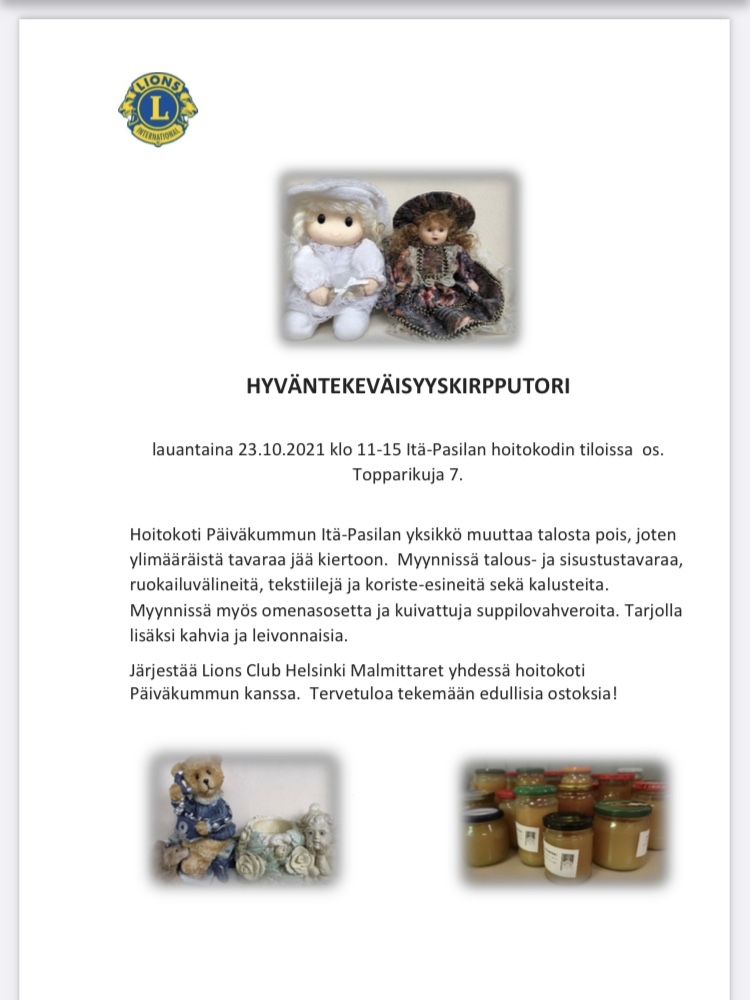 LIONS
L
INTERNATIONAL
HYVÄNTEKEVÄISYYSKIRPPUTORI
lauantaina 23.10.2021 klo 11-15 Itä-Pasilan hoitokodin tiloissa os.
Topparikuja 7.
Hoitokoti Päiväkummun Itä-Pasilan yksikkö muuttaa talosta pois, joten
ylimääräistä tavaraa jää kiertoon. Myynnissä talous- ja sisustustavaraa,
ruokailuvälineitä, tekstiilejä ja koriste-esineitä sekä kalusteita.
Myynnissä myös omenasosetta ja kuivattuja suppilovahveroita. Tarjolla
lisäksi kahvia ja leivonnaisia.
Järjestää Lions Club Helsinki Malmittaret yhdessä hoitokoti
Päiväkummun kanssa. Tervetuloa tekemään edullisia ostoksia!